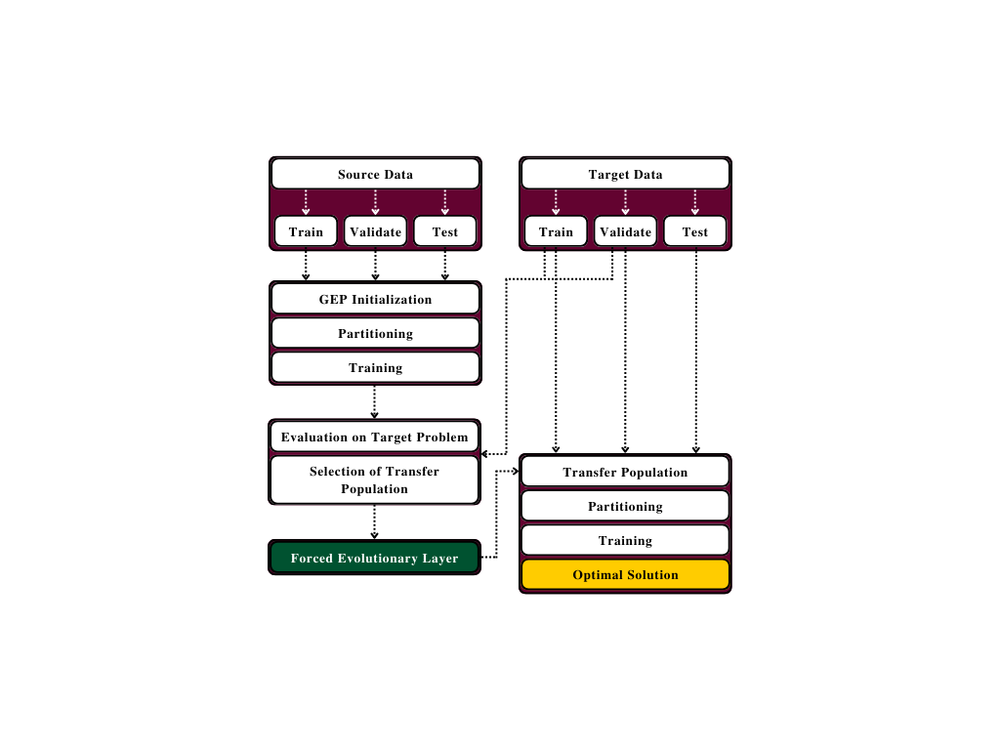 Source Data
Train
Validate
Test
GEP Initialization
Partitioning
Training
Evaluation on Target Problem
Selection of Transfer
Population
Forced Evolutionary Layer
Target Data
Train
Validate
Test
Transfer Population
Partitioning
Training
Optimal Solution